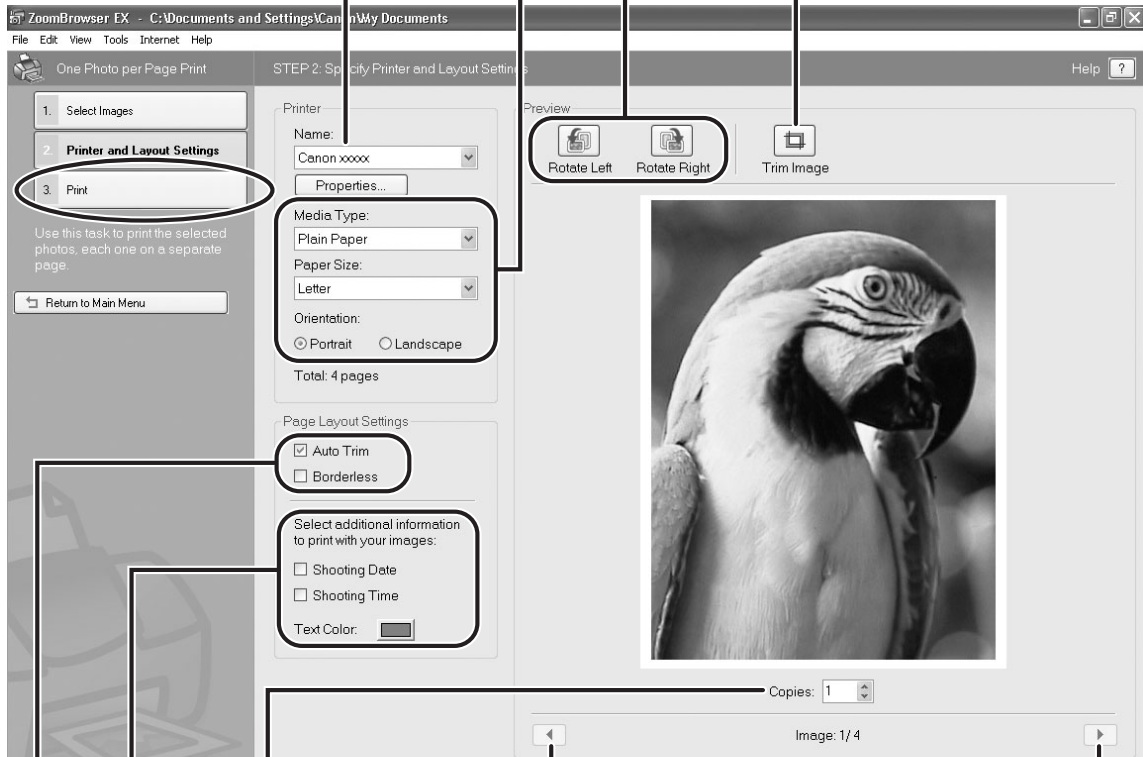 ZoomBrowser EX - C:\Documents and Settings\Canon\My Documents
File Edit View Tools Internet Help
One Photo per Page Print
STEP 2: Specify Printer and Layout Settings
Help ?
1. Select Images
2. Printer and Layout Settings
3. Print
Use this task to print the selected
photos, each one on a separate
page.
Return to Main Menu
Printer
Name:
Canon xxxxx
Properties...
Media Type:
Plain Paper
Paper Size:
Letter
Orientation:
Portrait Landscape
Total: 4 pages
Page Layout Settings
Auto Trim
Borderless
Select additional information
to print with your images:
Shooting Date
Shooting Time
Text Color:
Preview
Rotate Left Rotate Right Trim Image
Copies: 1
Image: 1/ 4